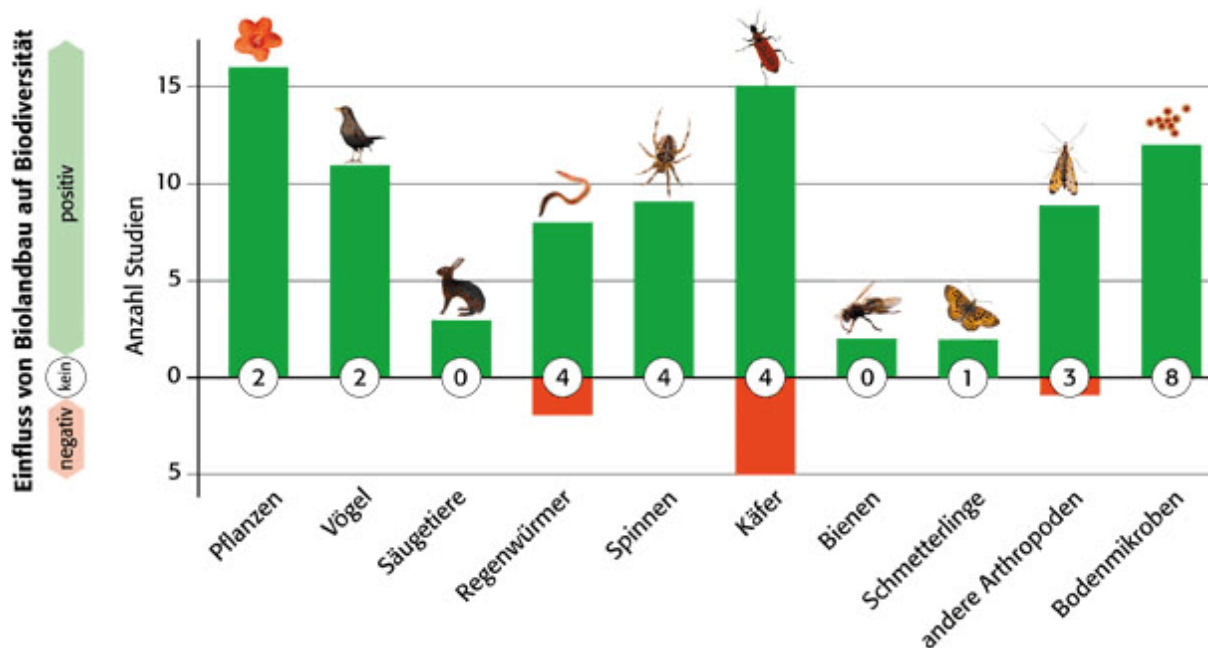 Einfluss von Biolandbau auf Biodiversität
positiv
kein
negativ
Anzahl Studien
15
10
5
0
5
2
2
0
4
4
4
0
1
3
8
Pflanzen
Vögel
Säugetiere
Regenwürmer
Spinnen
Käfer
Bienen
Schmetterlinge
andere Arthropoden
Bodenmikroben